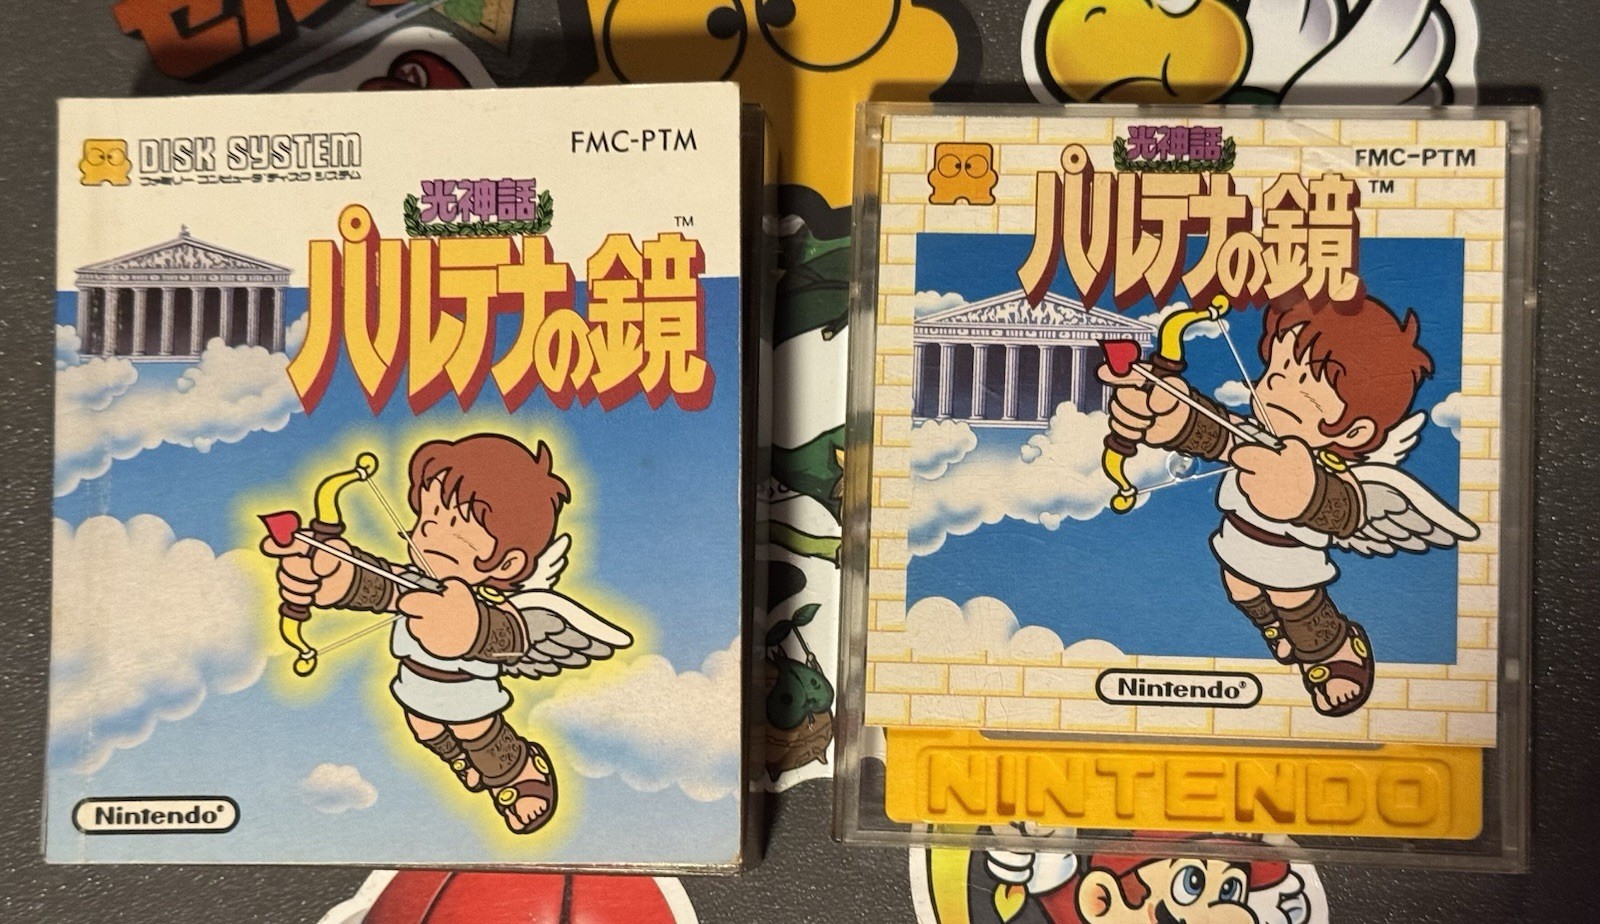 DISK SYSTEM
ファミリー コンピュータ ディスク システム
FMC-PTM
光神話
TM
パルテナの鏡
Nintendo®
光神話
FMC-PTM
パルテナの鏡
TM
Nintendo®
NINTENDO
M